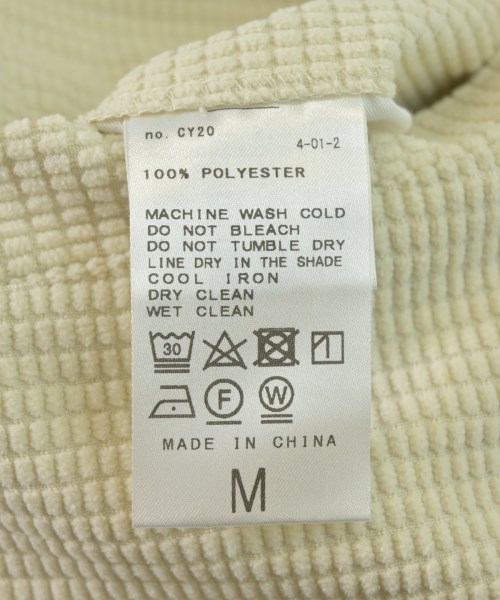 no. CY20
4-01-2
100% POLYESTER
MACHINE WASH COLD
DO NOT BLEACH
DO NOT TUMBLE DRY
LINE DRY IN THE SHADE
COOL IRON
DRY CLEAN
WET CLEAN
30
F W
MADE IN CHINA
M